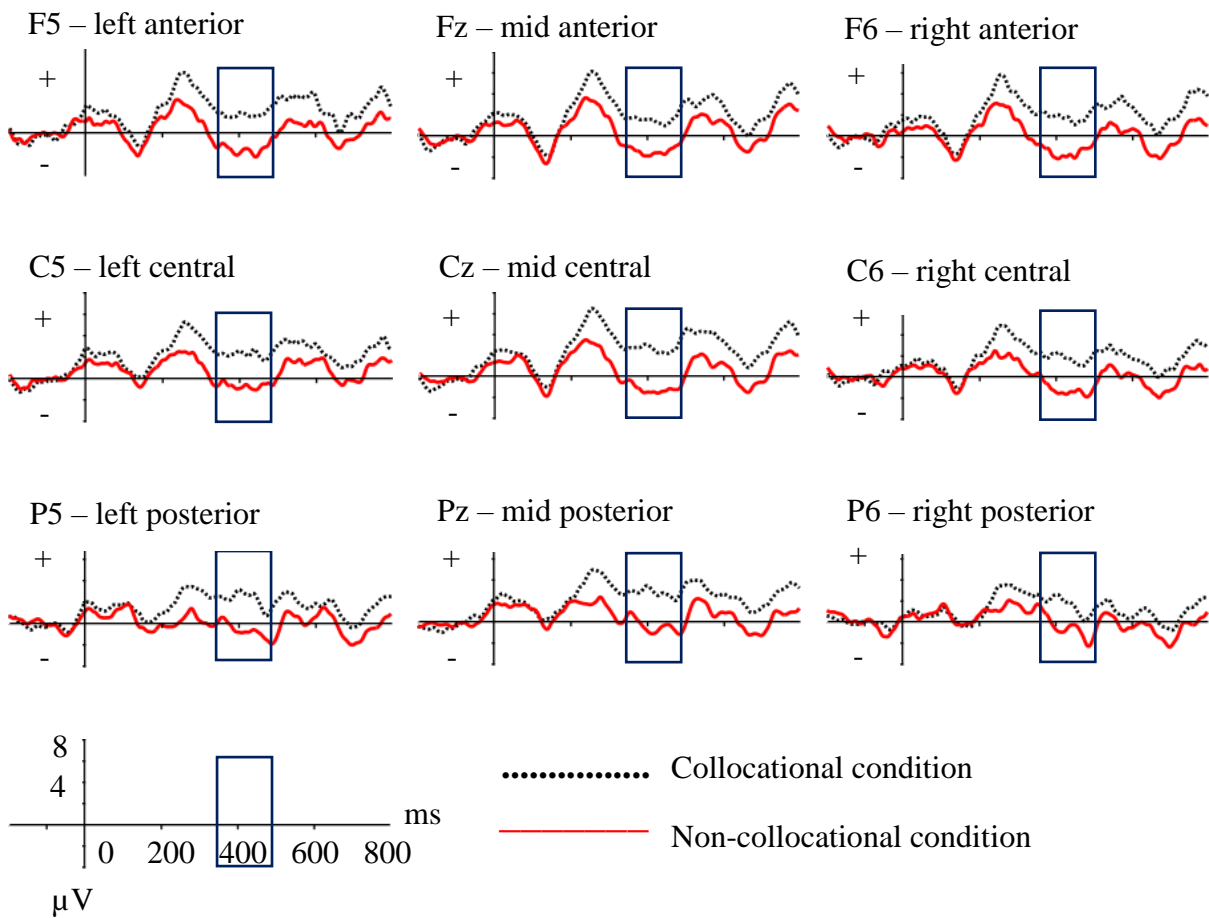 F5 – left anterior
Fz – mid anterior
F6 – right anterior
+
+
+
-
-
-
C5 – left central
Cz – mid central
C6 – right central
+
+
+
-
-
-
P5 – left posterior
Pz – mid posterior
P6 – right posterior
+
+
+
-
-
-
8
4
ms
0 200 400 600 800
µV
Collocational condition
Non-collocational condition